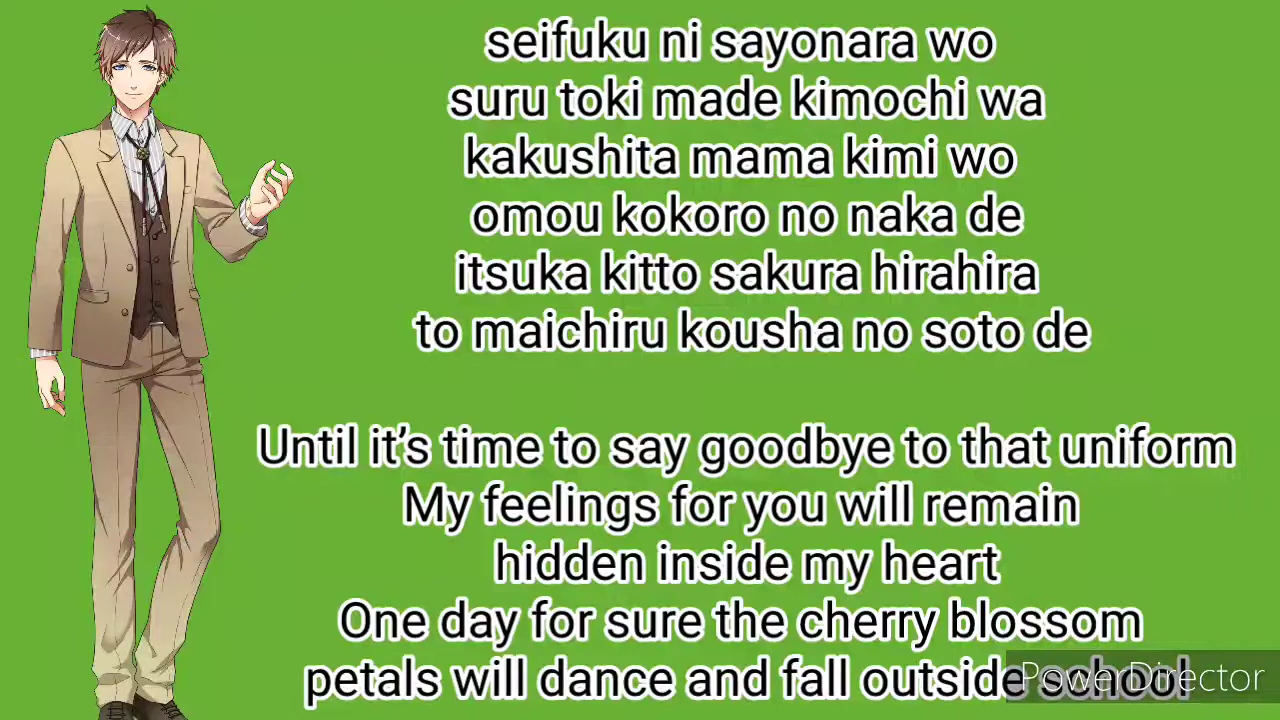 seifuku ni sayonara wo
suru toki made kimochi wa
kakushita mama kimi wo
omou kokoro no naka de
itsuka kitto sakura hirahira
to maichiru kousha no soto de
Until it’s time to say goodbye to that uniform
My feelings for you will remain
hidden inside my heart
One day for sure the cherry blossom
petals will dance and fall outside school
PowerDirector